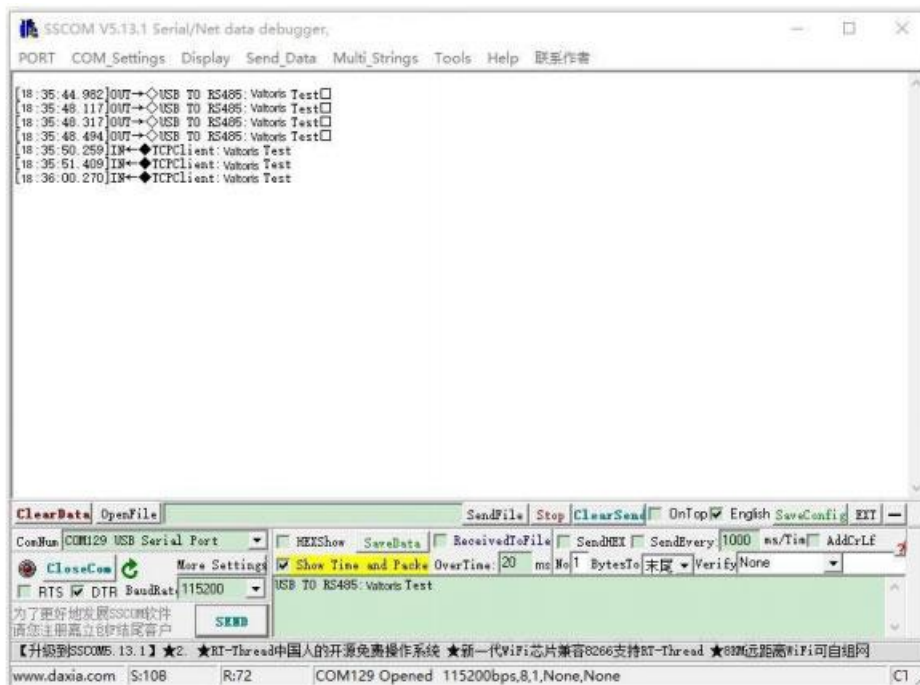 SSCOM V5.13.1 Serial/Net data debugger,
PORT COM_Settings Display Send_Data Multi_Strings Tools Help 联系作者
[18:35:44.982]OUT→◇USB TO RS485: Valtoris Test□
[18:35:48.117]OUT→◇USB TO RS485: Valtoris Test□
[18:35:48.317]OUT→◇USB TO RS485: Valtoris Test□
[18:35:48.494]OUT→◇USB TO RS485: Valtoris Test□
[18:35:50.259]IN←◆TCPClient: Valtoris Test
[18:35:51.409]IN←◆TCPClient: Valtoris Test
[18:36:00.270]IN←◆TCPClient: Valtoris Test
ClearData OpenFile SendFile Stop ClearSend OnTop English SaveConfig EXT —
ComNum COM129 USB Serial Port HEXShow SaveData ReceivedToFile SendHEX SendEvery: 1000 ms/Tim AddCrLf
CloseCom More Settings Show Time and Packe OverTime: 20 ms No 1 BytesTo 末尾 Verify None
RTS DTR BaudRat: 115200 USB TO RS485: Valtoris Test
为了更好地发展SSCOM软件
请您注册嘉立创F结尾客户
SEND
【升级到SSCOM5.13.1】★2. ★RT-Thread中国人的开源免费操作系统 ★新一代WiFi芯片兼容8266支持RT-Thread ★8KM远距离WiFi可自组网
www.daxia.com S:108 R:72 COM129 Opened 115200bps,8,1,None,None CT